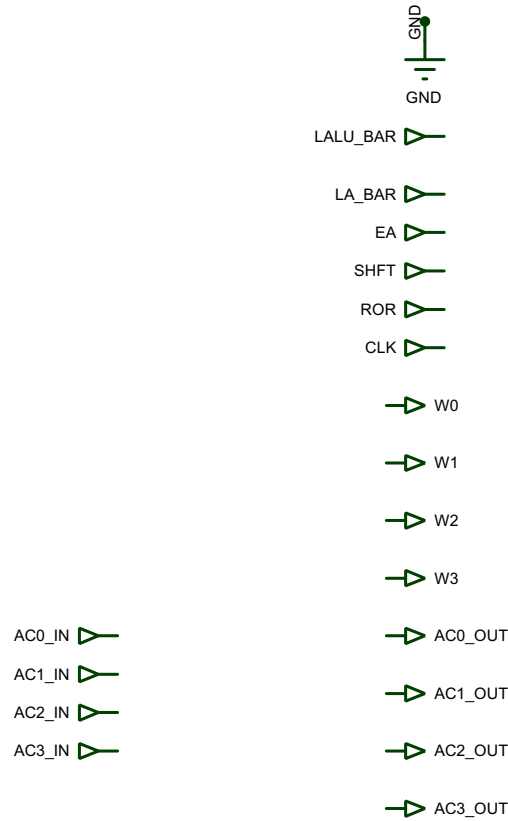 GND
GND
LALU_BAR
LA_BAR
EA
SHFT
ROR
CLK
W0
W1
W2
W3
AC0_IN
AC0_OUT
AC1_IN
AC1_OUT
AC2_IN
AC2_OUT
AC3_IN
AC3_OUT